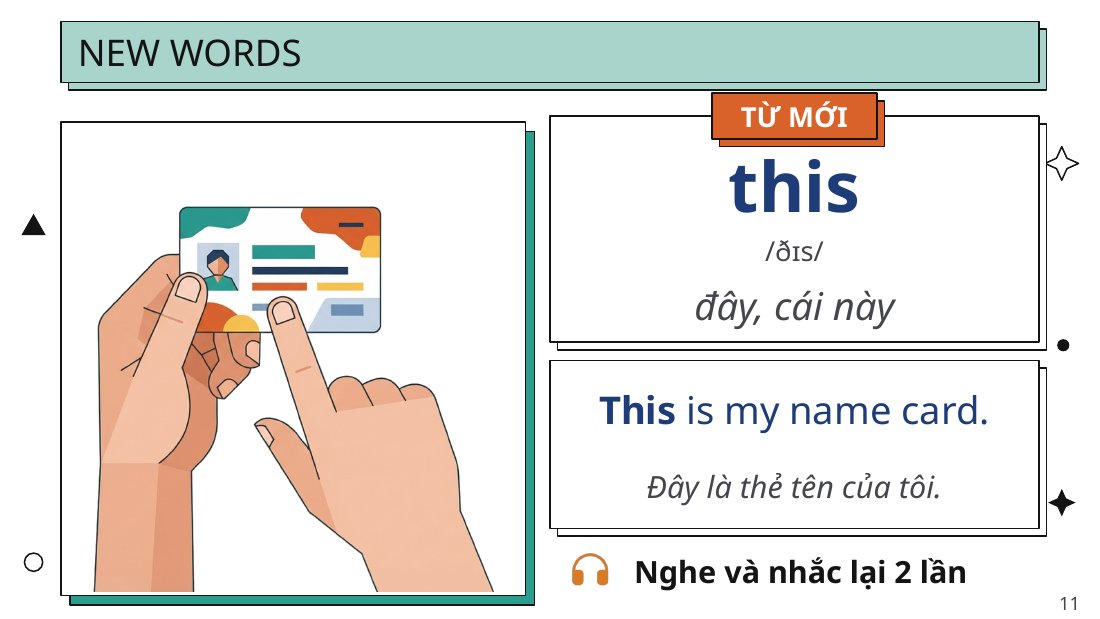 NEW WORDS
TỪ MỚI
this
/ðɪs/
đây, cái này
This is my name card.
Đây là thẻ tên của tôi.
Nghe và nhắc lại 2 lần
11